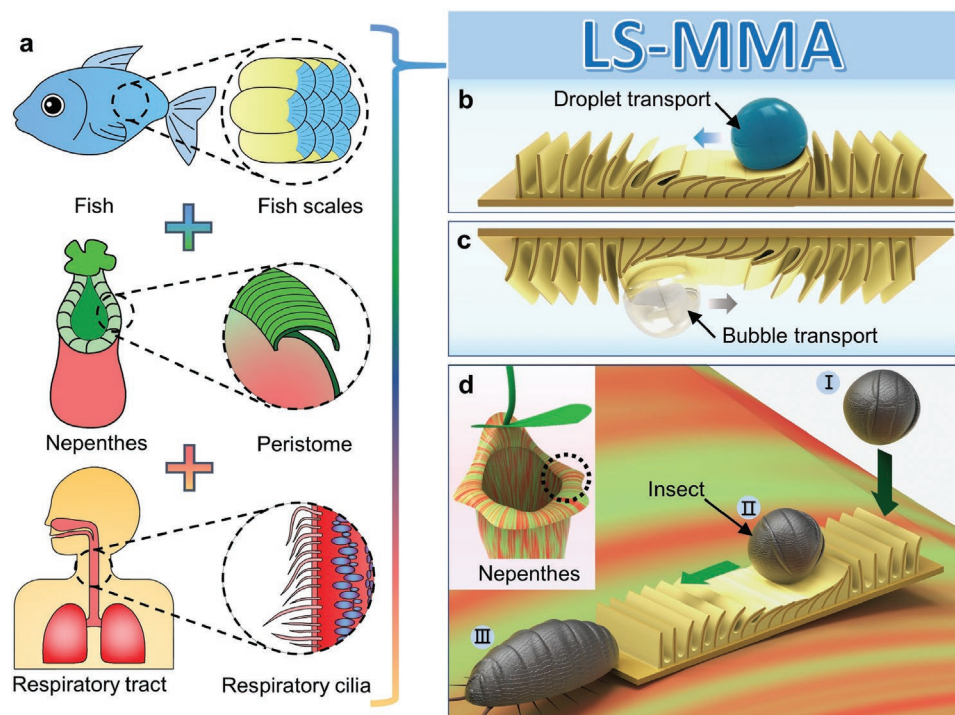 a
Fish
Fish scales
Nepenthes
Peristome
Respiratory tract
Respiratory cilia
LS-MMA
b
Droplet transport
c
Bubble transport
d
I
Insect
II
Nepenthes
III